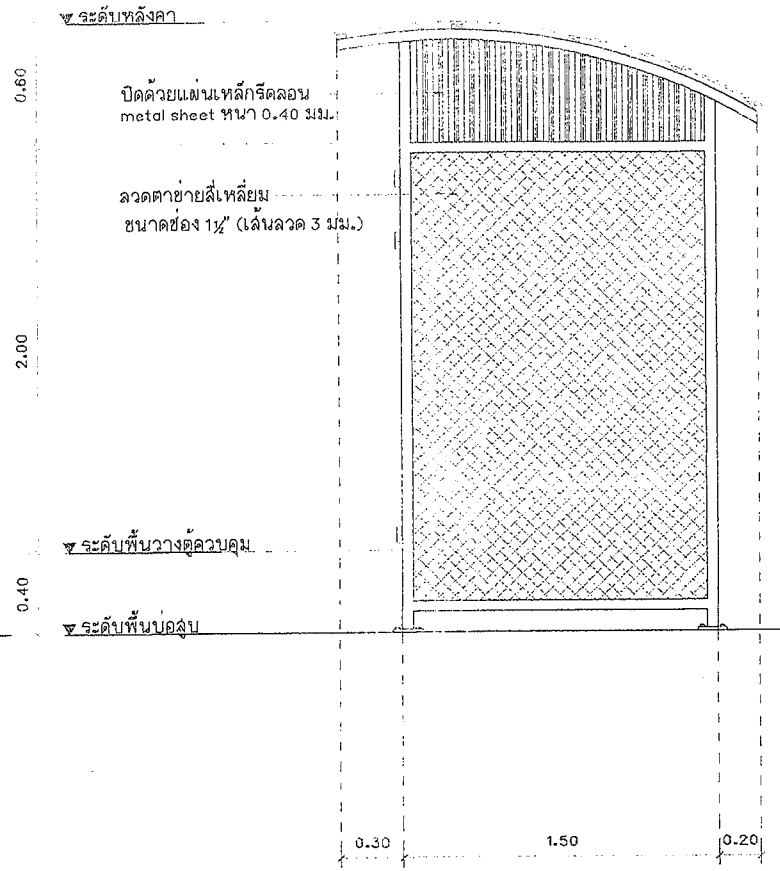 ระดับหลังคา
0.60
ปิดด้วยแผ่นเหล็กรีดลอน
metal sheet หนา 0.40 มม.
ลวดตาข่ายสี่เหลี่ยม
ขนาดช่อง 1½" (เส้นลวด 3 มม.)
2.00
ระดับพื้นวางตู้ควบคุม
0.40
ระดับพื้นบ่อสูบ
0.30
1.50
0.20